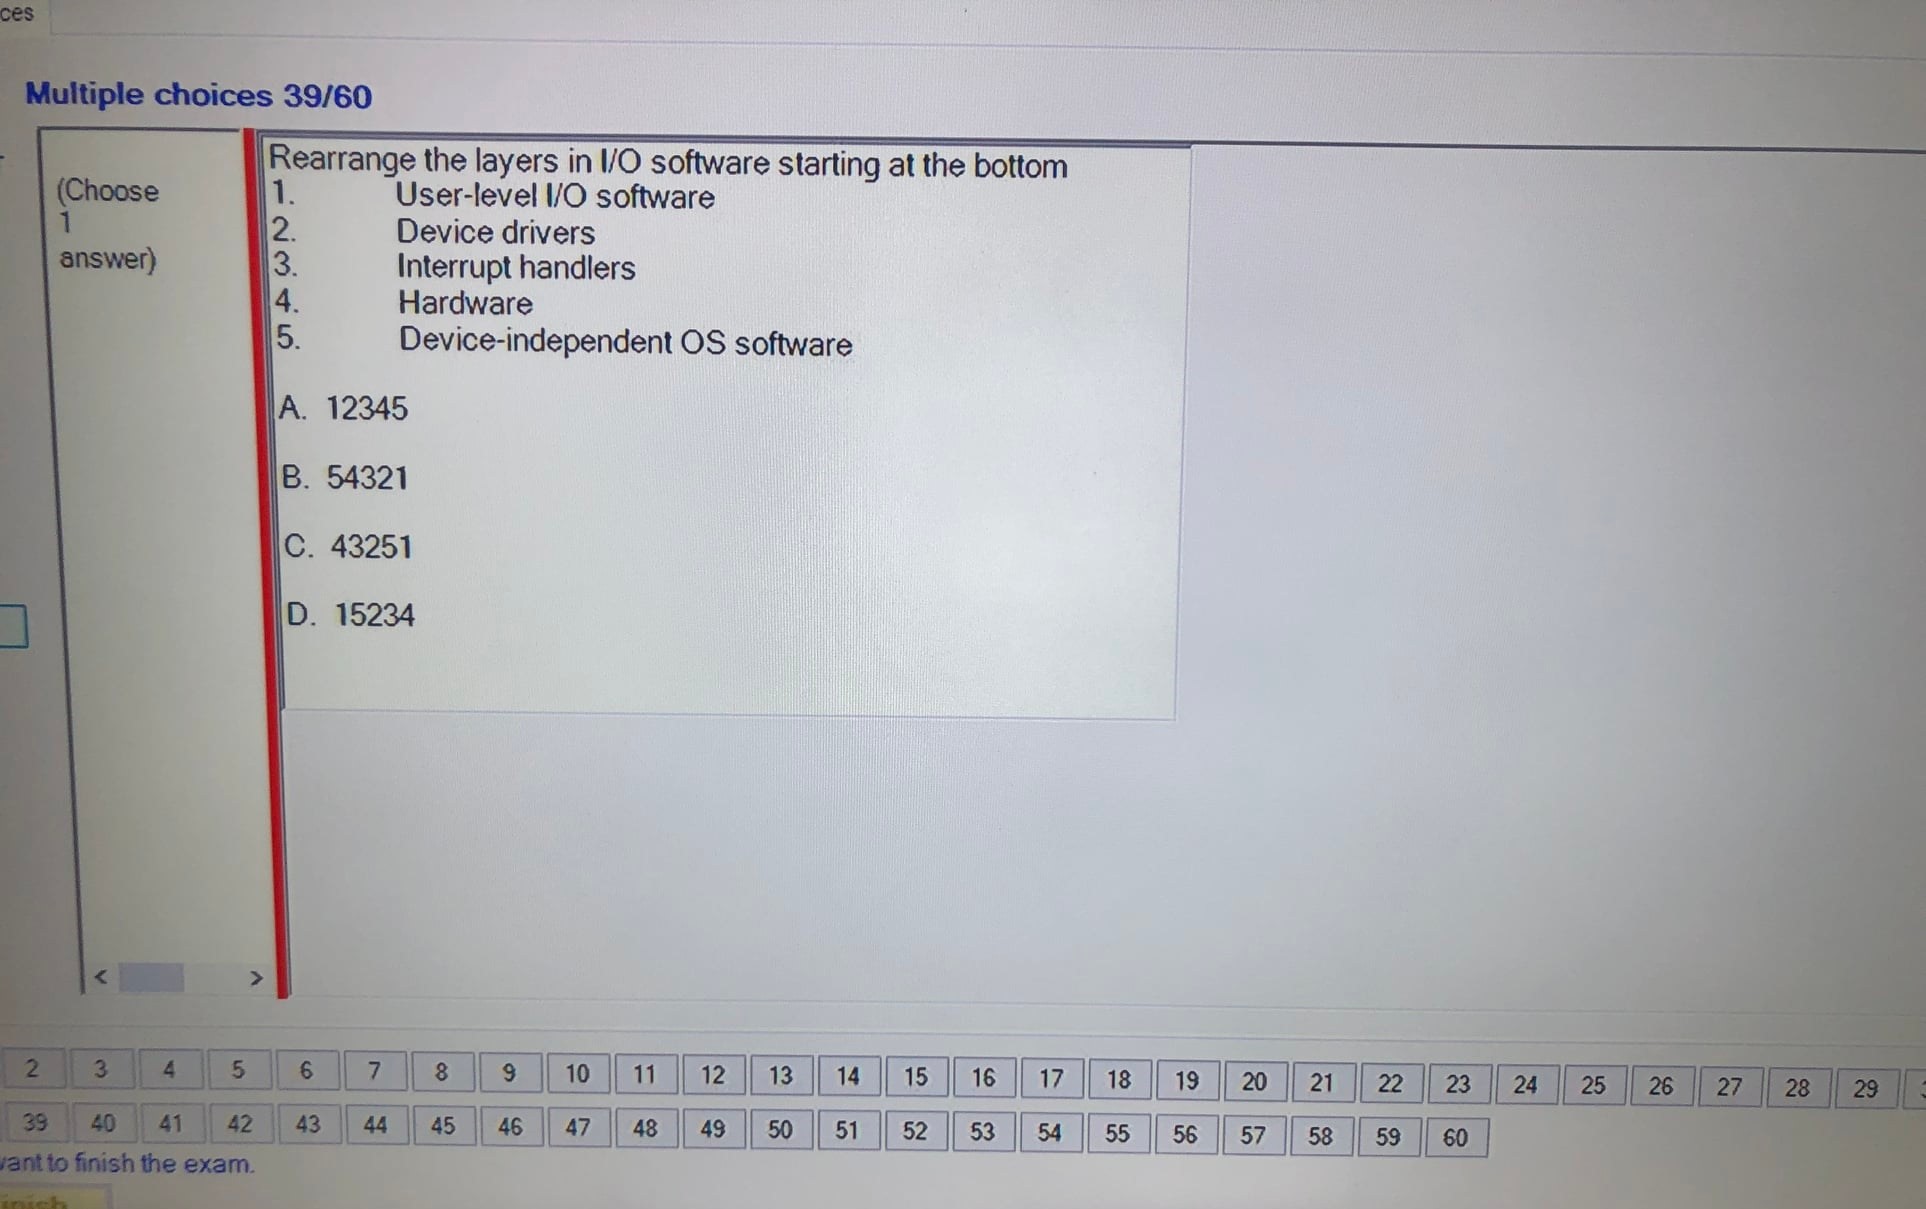 ces
Multiple choices 39/60
(Choose
1
answer)
Rearrange the layers in I/O software starting at the bottom
1. User-level I/O software
2. Device drivers
3. Interrupt handlers
4. Hardware
5. Device-independent OS software
A. 12345
B. 54321
C. 43251
D. 15234
< >
2 3 4 5 6 7 8 9 10 11 12 13 14 15 16 17 18 19 20 21 22 23 24 25 26 27 28 29
39 40 41 42 43 44 45 46 47 48 49 50 51 52 53 54 55 56 57 58 59 60
want to finish the exam.